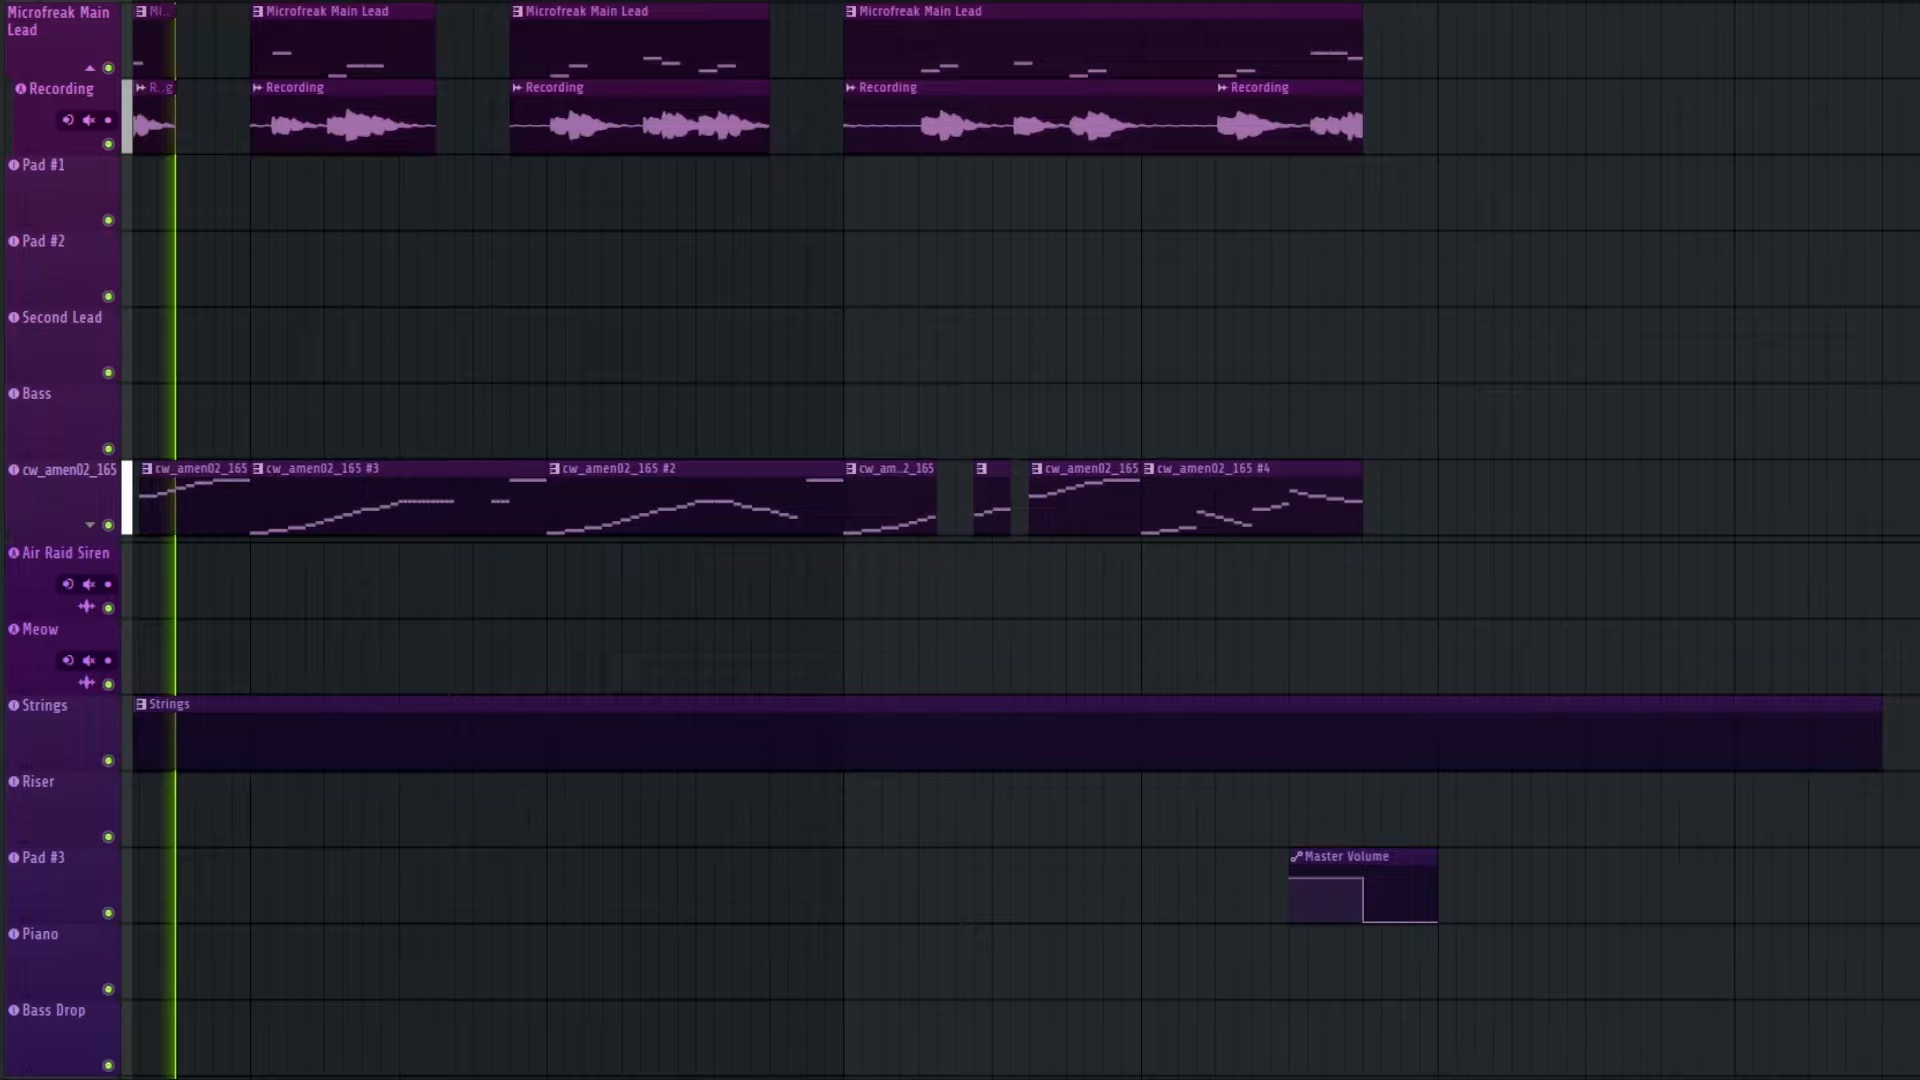 Microfreak Main Lead
Mi..
Microfreak Main Lead
Microfreak Main Lead
Microfreak Main Lead
Recording
R..g
Recording
Recording
Recording
Recording
Pad #1
Pad #2
Second Lead
Bass
cw_amen02_165
cw_amen02_165
cw_amen02_165 #3
cw_amen02_165 #2
cw_am..2_165
cw_amen02_165
cw_amen02_165 #4
Air Raid Siren
Meow
Strings
Strings
Riser
Pad #3
Master Volume
Piano
Bass Drop